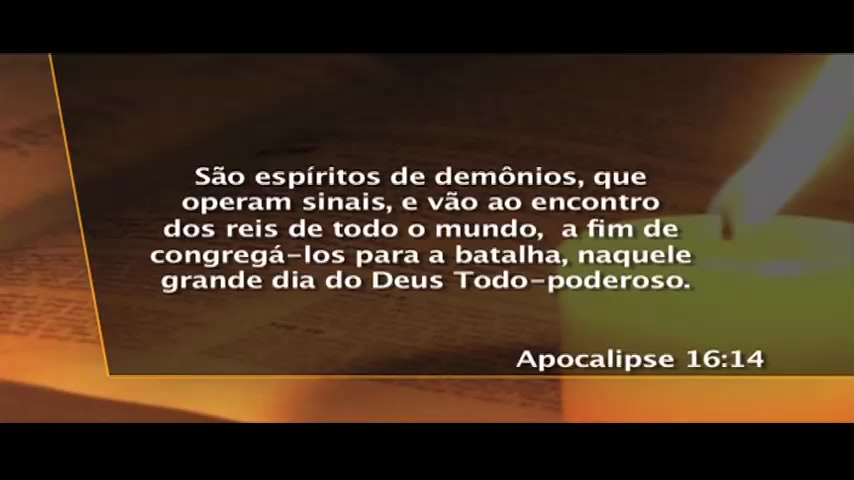 São espíritos de demônios, que
operam sinais, e vão ao encontro
dos reis de todo o mundo, a fim de
congregá-los para a batalha, naquele
grande dia do Deus Todo-poderoso.
Apocalipse 16:14